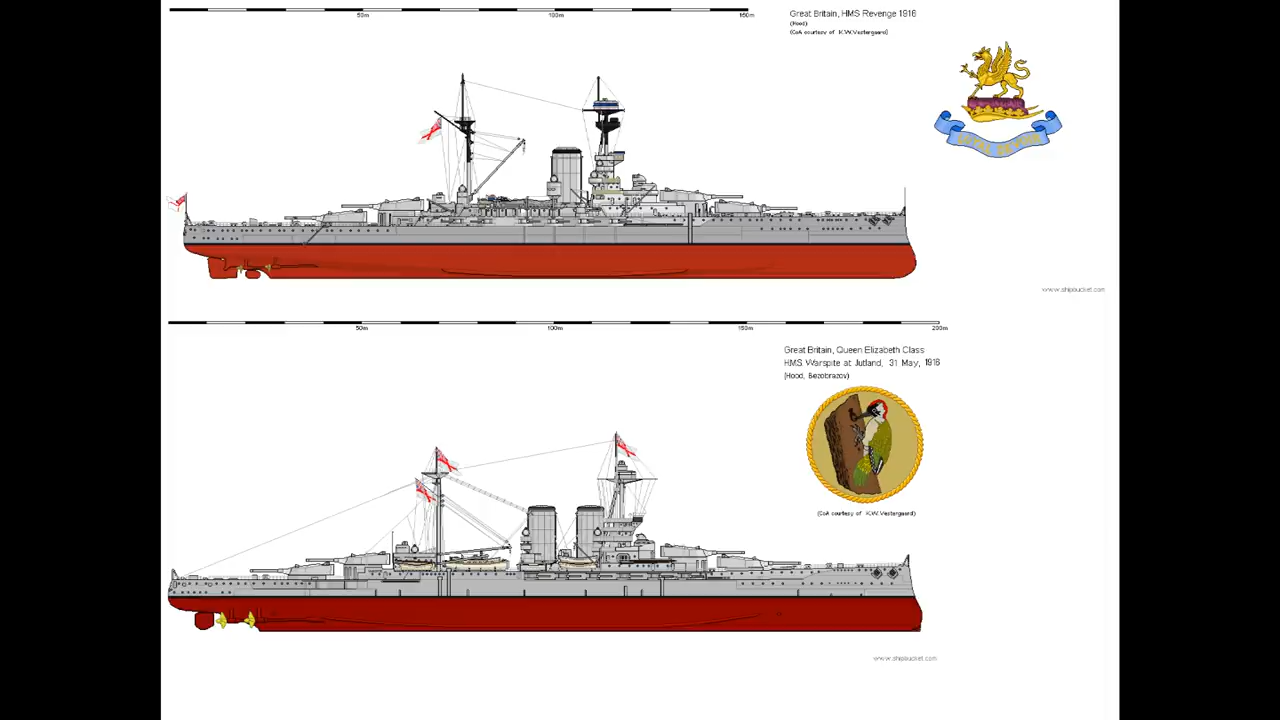 50m 100m 150m
Great Britain, HMS Revenge 1916
(Hood)
(CoA courtesy of K.W.Vestergaard)
www.shipbucket.com
50m 100m 150m 200m
Great Britain, Queen Elizabeth Class
HMS Warspite at Jutland, 31 May, 1916
(Hood, Bezobrazov)
(CoA courtesy of K.W.Vestergaard)
www.shipbucket.com